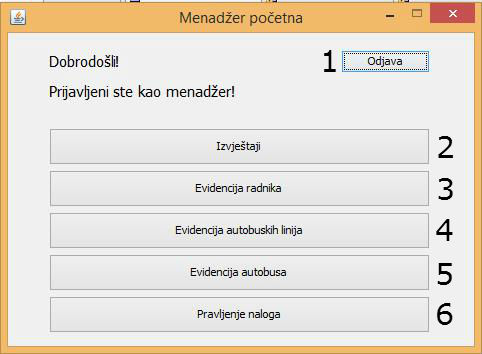 Menadžer početna
Dobrodošli!
1 Odjava
Prijavljeni ste kao menadžer!
Izvještaji 2
Evidencija radnika 3
Evidencija autobuskih linija 4
Evidencija autobusa 5
Pravljenje naloga 6